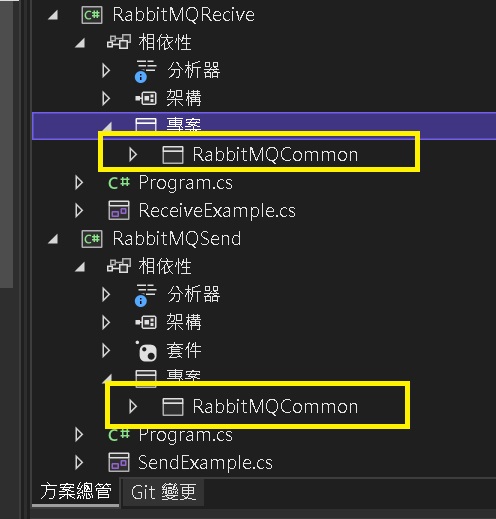 RabbitMQRecive
相依性
分析器
架構
專案
RabbitMQCommon
Program.cs
ReceiveExample.cs
RabbitMQSend
相依性
分析器
架構
套件
專案
RabbitMQCommon
Program.cs
SendExample.cs
方案總管 Git 變更